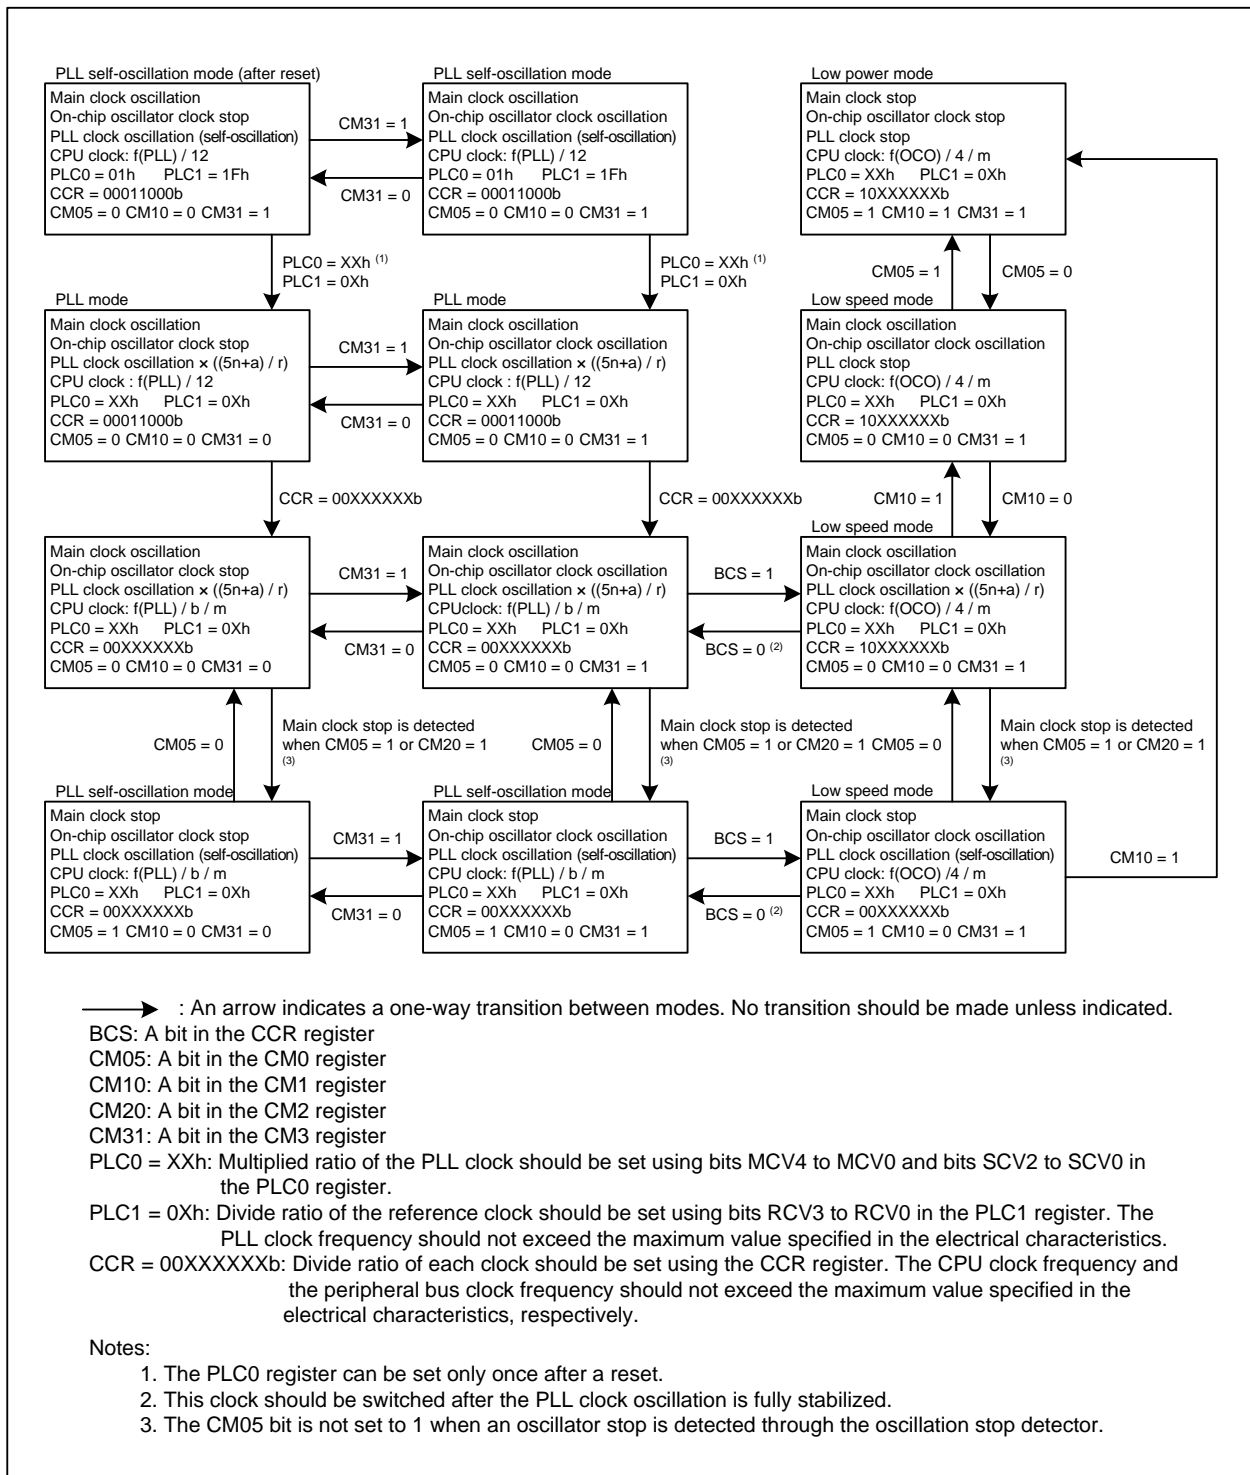 PLL self-oscillation mode (after reset)
Main clock oscillation
On-chip oscillator clock stop
PLL clock oscillation (self-oscillation)
CPU clock: f(PLL) / 12
PLC0 = 01h PLC1 = 1Fh
CCR = 00011000b
CM05 = 0 CM10 = 0 CM31 = 1
CM31 = 1
CM31 = 0
PLL self-oscillation mode
Main clock oscillation
On-chip oscillator clock oscillation
PLL clock oscillation (self-oscillation)
CPU clock: f(PLL) / 12
PLC0 = 01h PLC1 = 1Fh
CCR = 00011000b
CM05 = 0 CM10 = 0 CM31 = 1
Low power mode
Main clock stop
On-chip oscillator clock stop
PLL clock stop
CPU clock: f(OCO) / 4 / m
PLC0 = XXh PLC1 = 0Xh
CCR = 10XXXXXXb
CM05 = 1 CM10 = 1 CM31 = 1
PLC0 = XXh (1)
PLC1 = 0Xh
PLC0 = XXh (1)
PLC1 = 0Xh
CM05 = 1
CM05 = 0
PLL mode
Main clock oscillation
On-chip oscillator clock stop
PLL clock oscillation × ((5n+a) / r)
CPU clock : f(PLL) / 12
PLC0 = XXh PLC1 = 0Xh
CCR = 00011000b
CM05 = 0 CM10 = 0 CM31 = 0
CM31 = 1
CM31 = 0
PLL mode
Main clock oscillation
On-chip oscillator clock oscillation
PLL clock oscillation × ((5n+a) / r)
CPU clock : f(PLL) / 12
PLC0 = XXh PLC1 = 0Xh
CCR = 00011000b
CM05 = 0 CM10 = 0 CM31 = 1
Low speed mode
Main clock oscillation
On-chip oscillator clock oscillation
PLL clock stop
CPU clock: f(OCO) / 4 / m
PLC0 = XXh PLC1 = 0Xh
CCR = 10XXXXXXb
CM05 = 0 CM10 = 0 CM31 = 1
CCR = 00XXXXXXb
CCR = 00XXXXXXb
CM10 = 1
CM10 = 0
Main clock oscillation
On-chip oscillator clock stop
PLL clock oscillation × ((5n+a) / r)
CPU clock: f(PLL) / b / m
PLC0 = XXh PLC1 = 0Xh
CCR = 00XXXXXXb
CM05 = 0 CM10 = 0 CM31 = 0
CM31 = 1
CM31 = 0
Main clock oscillation
On-chip oscillator clock oscillation
PLL clock oscillation × ((5n+a) / r)
CPUclock: f(PLL) / b / m
PLC0 = XXh PLC1 = 0Xh
CCR = 00XXXXXXb
CM05 = 0 CM10 = 0 CM31 = 1
BCS = 1
BCS = 0 (2)
Low speed mode
Main clock oscillation
On-chip oscillator clock oscillation
PLL clock oscillation × ((5n+a) / r)
CPU clock: f(OCO) / 4 / m
PLC0 = XXh PLC1 = 0Xh
CCR = 10XXXXXXb
CM05 = 0 CM10 = 0 CM31 = 1
CM05 = 0
Main clock stop is detected
when CM05 = 1 or CM20 = 1
(3)
CM05 = 0
Main clock stop is detected
when CM05 = 1 or CM20 = 1
(3)
CM05 = 0
Main clock stop is detected
when CM05 = 1 or CM20 = 1
(3)
PLL self-oscillation mode
Main clock stop
On-chip oscillator clock stop
PLL clock oscillation (self-oscillation)
CPU clock: f(PLL) / b / m
PLC0 = XXh PLC1 = 0Xh
CCR = 00XXXXXXb
CM05 = 1 CM10 = 0 CM31 = 0
CM31 = 1
CM31 = 0
PLL self-oscillation mode
Main clock stop
On-chip oscillator clock oscillation
PLL clock oscillation (self-oscillation)
CPU clock: f(PLL) / b / m
PLC0 = XXh PLC1 = 0Xh
CCR = 00XXXXXXb
CM05 = 1 CM10 = 0 CM31 = 1
BCS = 1
BCS = 0 (2)
Low speed mode
Main clock stop
On-chip oscillator clock oscillation
PLL clock oscillation (self-oscillation)
CPU clock: f(OCO) /4 / m
PLC0 = XXh PLC1 = 0Xh
CCR = 00XXXXXXb
CM05 = 1 CM10 = 0 CM31 = 1
CM10 = 1
: An arrow indicates a one-way transition between modes. No transition should be made unless indicated.
BCS: A bit in the CCR register
CM05: A bit in the CM0 register
CM10: A bit in the CM1 register
CM20: A bit in the CM2 register
CM31: A bit in the CM3 register
PLC0 = XXh: Multiplied ratio of the PLL clock should be set using bits MCV4 to MCV0 and bits SCV2 to SCV0 in
the PLC0 register.
PLC1 = 0Xh: Divide ratio of the reference clock should be set using bits RCV3 to RCV0 in the PLC1 register. The
PLL clock frequency should not exceed the maximum value specified in the electrical characteristics.
CCR = 00XXXXXXb: Divide ratio of each clock should be set using the CCR register. The CPU clock frequency and
the peripheral bus clock frequency should not exceed the maximum value specified in the
electrical characteristics, respectively.
Notes:
1. The PLC0 register can be set only once after a reset.
2. This clock should be switched after the PLL clock oscillation is fully stabilized.
3. The CM05 bit is not set to 1 when an oscillator stop is detected through the oscillation stop detector.